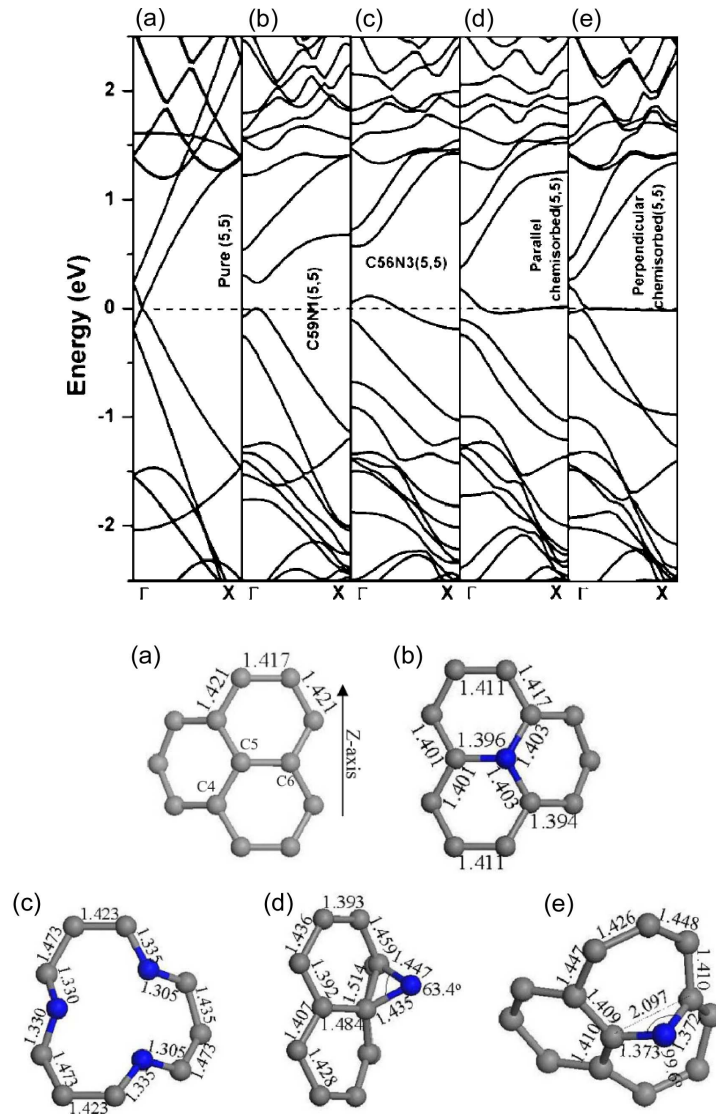 (a) (b) (c) (d) (e)
Energy (eV)
2
1
0
-1
-2
Pure (5,5)
C59N1(5,5)
C56N3(5,5)
Parallel
chemisorbed(5,5)
Perpendicular
chemisorbed(5,5)
Γ X Γ X Γ X Γ X Γ X
(a)
1.417
1.421
1.421
C5
C4
C6
Z-axis
(b)
1.417
1.411
1.396
1.403
1.401
1.401
1.403
1.394
1.411
(c)
1.423
1.473
1.335
1.330
1.305
1.435
1.330
1.305
1.473
1.335
1.473
1.423
(d)
1.393
1.436
1.459
1.447
1.514
1.392
63.4º
1.435
1.407
1.484
1.428
(e)
1.426
1.448
1.447
1.410
1.409
2.097
1.372
1.410
1.373
99.6º